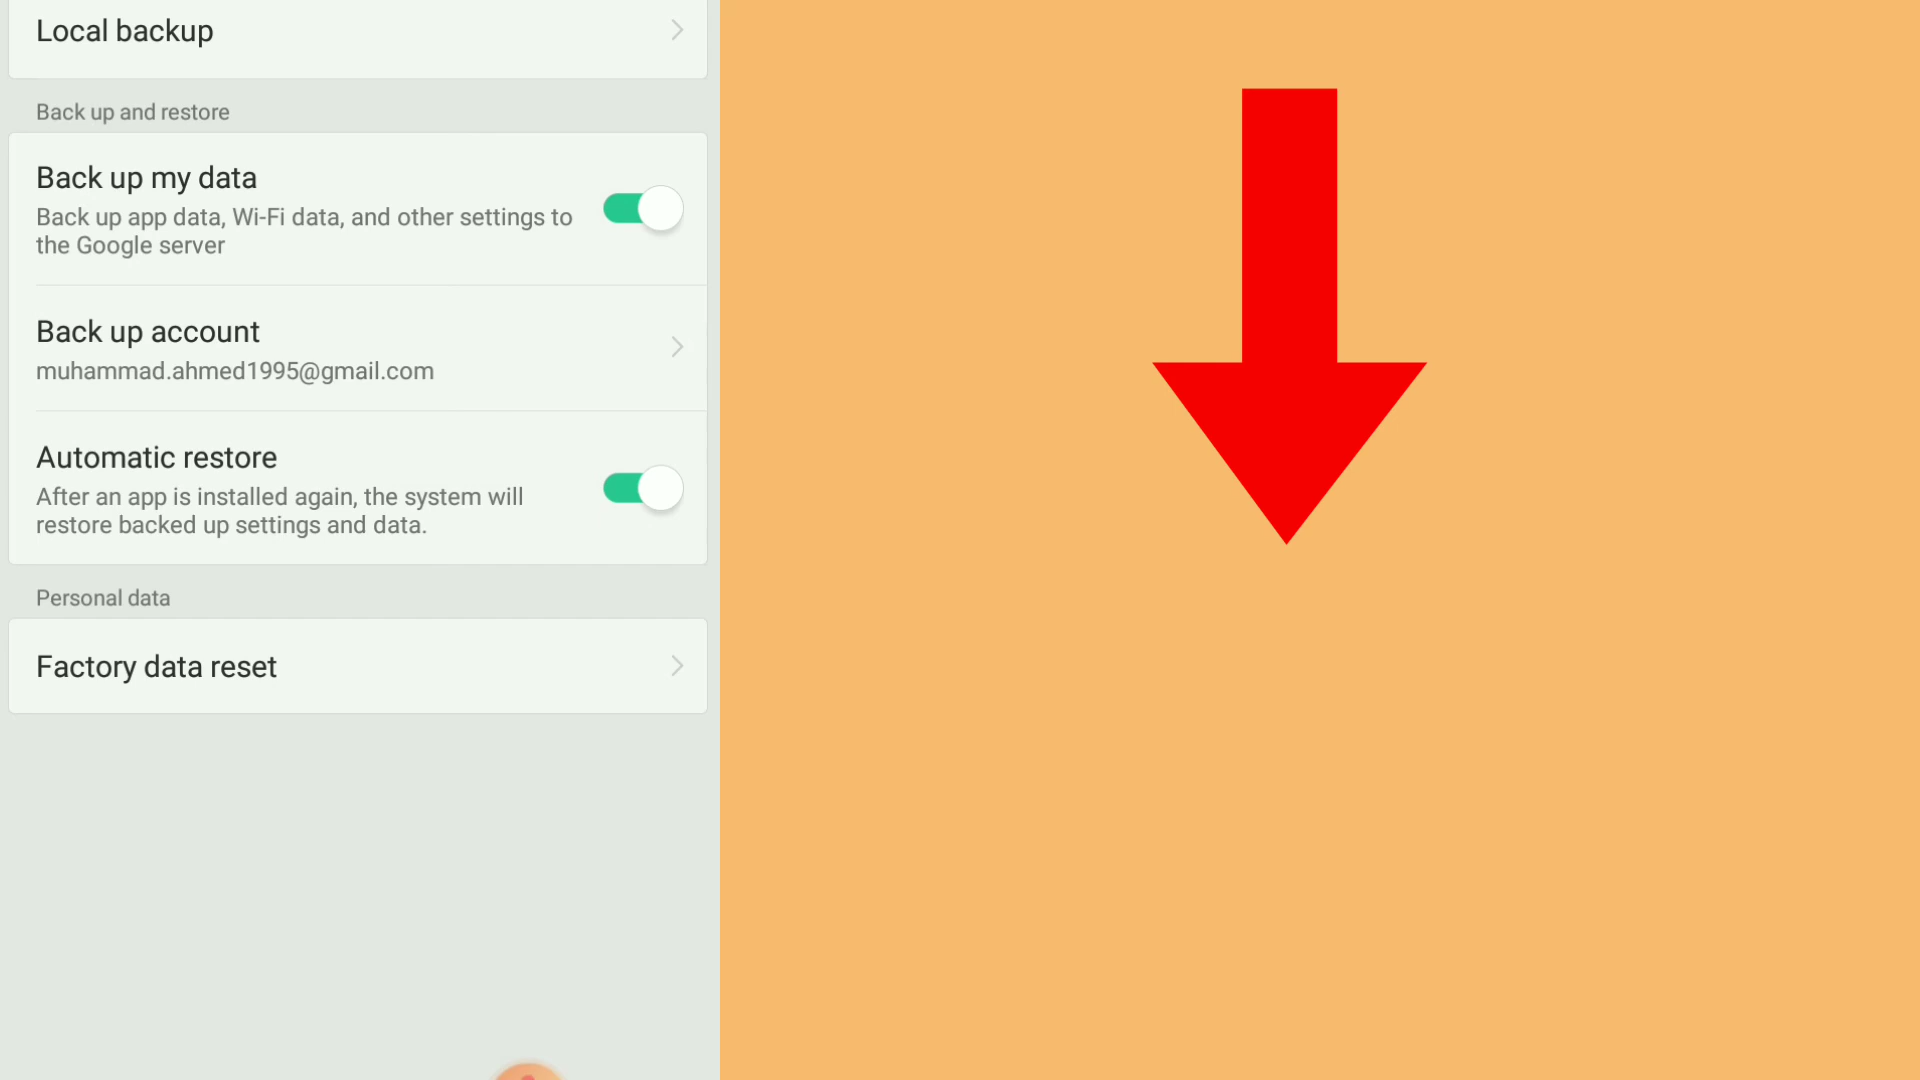 Local backup
Back up and restore
Back up my data
Back up app data, Wi-Fi data, and other settings to
the Google server
Back up account
muhammad.ahmed1995@gmail.com
Automatic restore
After an app is installed again, the system will
restore backed up settings and data.
Personal data
Factory data reset